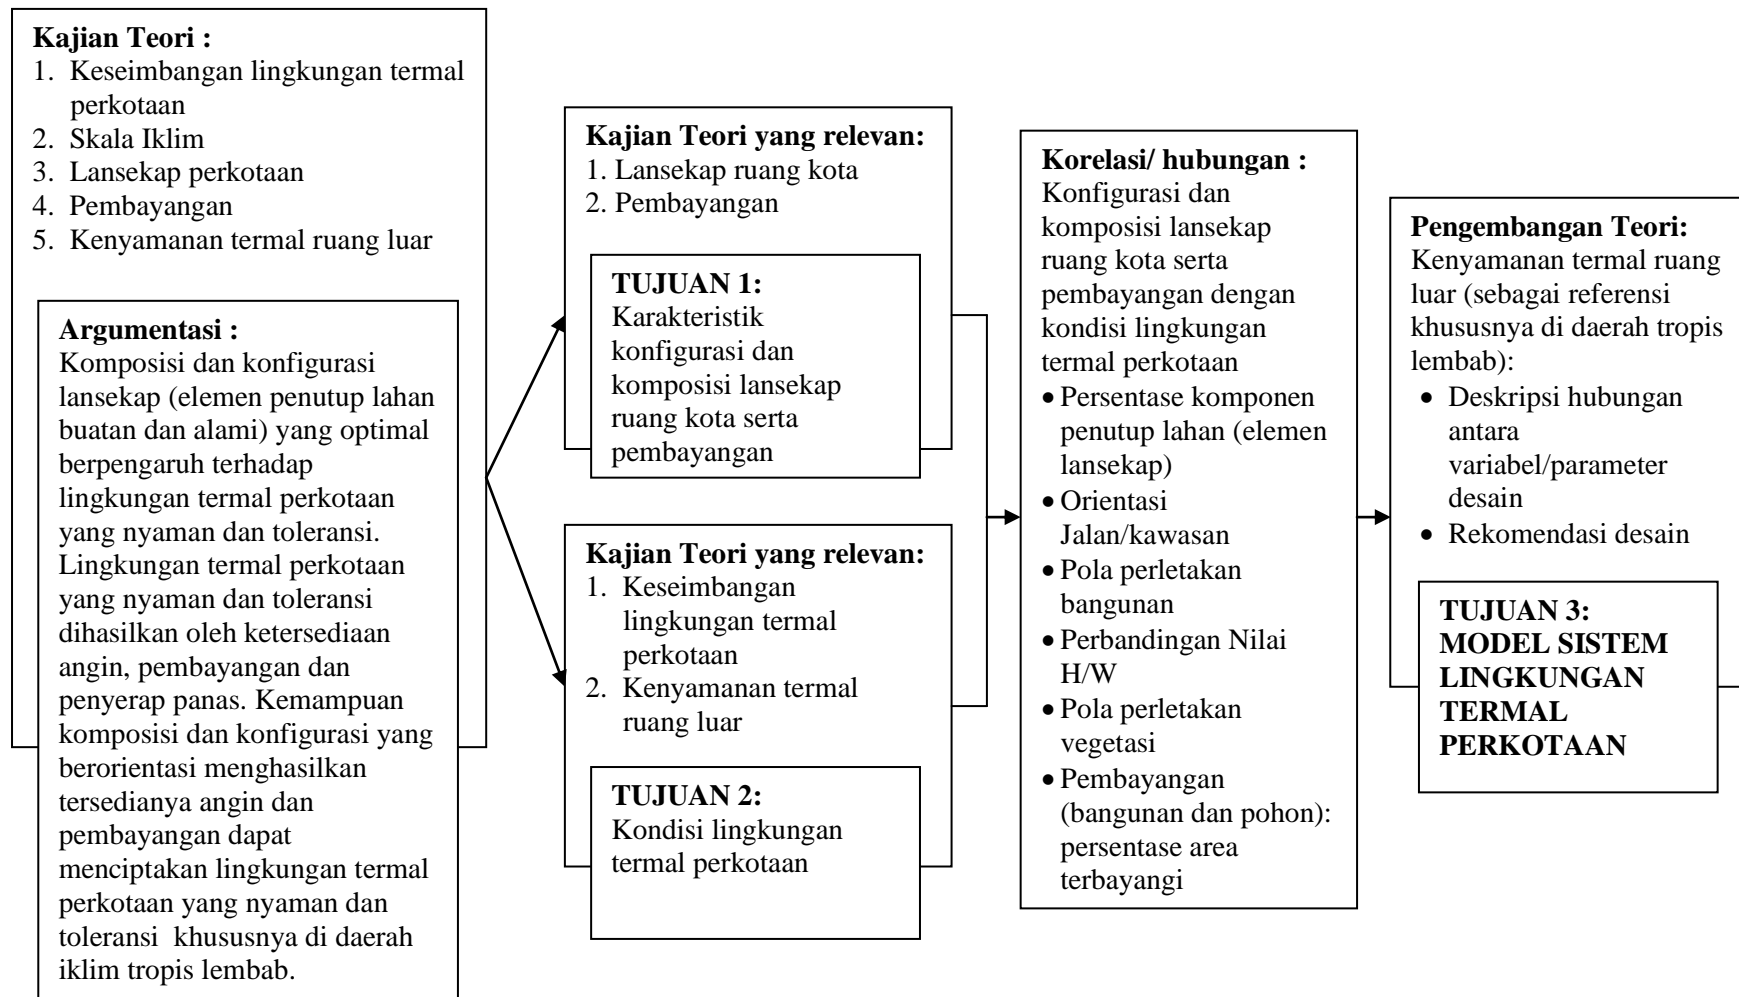 Kajian Teori :
1. Keseimbangan lingkungan termal
perkotaan
2. Skala Iklim
3. Lansekap perkotaan
4. Pembayangan
5. Kenyamanan termal ruang luar
Argumentasi :
Komposisi dan konfigurasi
lansekap (elemen penutup lahan
buatan dan alami) yang optimal
berpengaruh terhadap
lingkungan termal perkotaan
yang nyaman dan toleransi.
Lingkungan termal perkotaan
yang nyaman dan toleransi
dihasilkan oleh ketersediaan
angin, pembayangan dan
penyerap panas. Kemampuan
komposisi dan konfigurasi yang
berorientasi menghasilkan
tersedianya angin dan
pembayangan dapat
menciptakan lingkungan termal
perkotaan yang nyaman dan
toleransi khususnya di daerah
iklim tropis lembab.
Kajian Teori yang relevan:
1. Lansekap ruang kota
2. Pembayangan
TUJUAN 1:
Karakteristik
konfigurasi dan
komposisi lansekap
ruang kota serta
pembayangan
Kajian Teori yang relevan:
1. Keseimbangan
lingkungan termal
perkotaan
2. Kenyamanan termal
ruang luar
TUJUAN 2:
Kondisi lingkungan
termal perkotaan
Korelasi/ hubungan :
Konfigurasi dan
komposisi lansekap
ruang kota serta
pembayangan dengan
kondisi lingkungan
termal perkotaan
• Persentase komponen
penutup lahan (elemen
lansekap)
• Orientasi
Jalan/kawasan
• Pola perletakan
bangunan
• Perbandingan Nilai
H/W
• Pola perletakan
vegetasi
• Pembayangan
(bangunan dan pohon):
persentase area
terbayangi
Pengembangan Teori:
Kenyamanan termal ruang
luar (sebagai referensi
khususnya di daerah tropis
lembab):
• Deskripsi hubungan
antara
variabel/parameter
desain
• Rekomendasi desain
TUJUAN 3:
MODEL SISTEM
LINGKUNGAN
TERMAL
PERKOTAAN